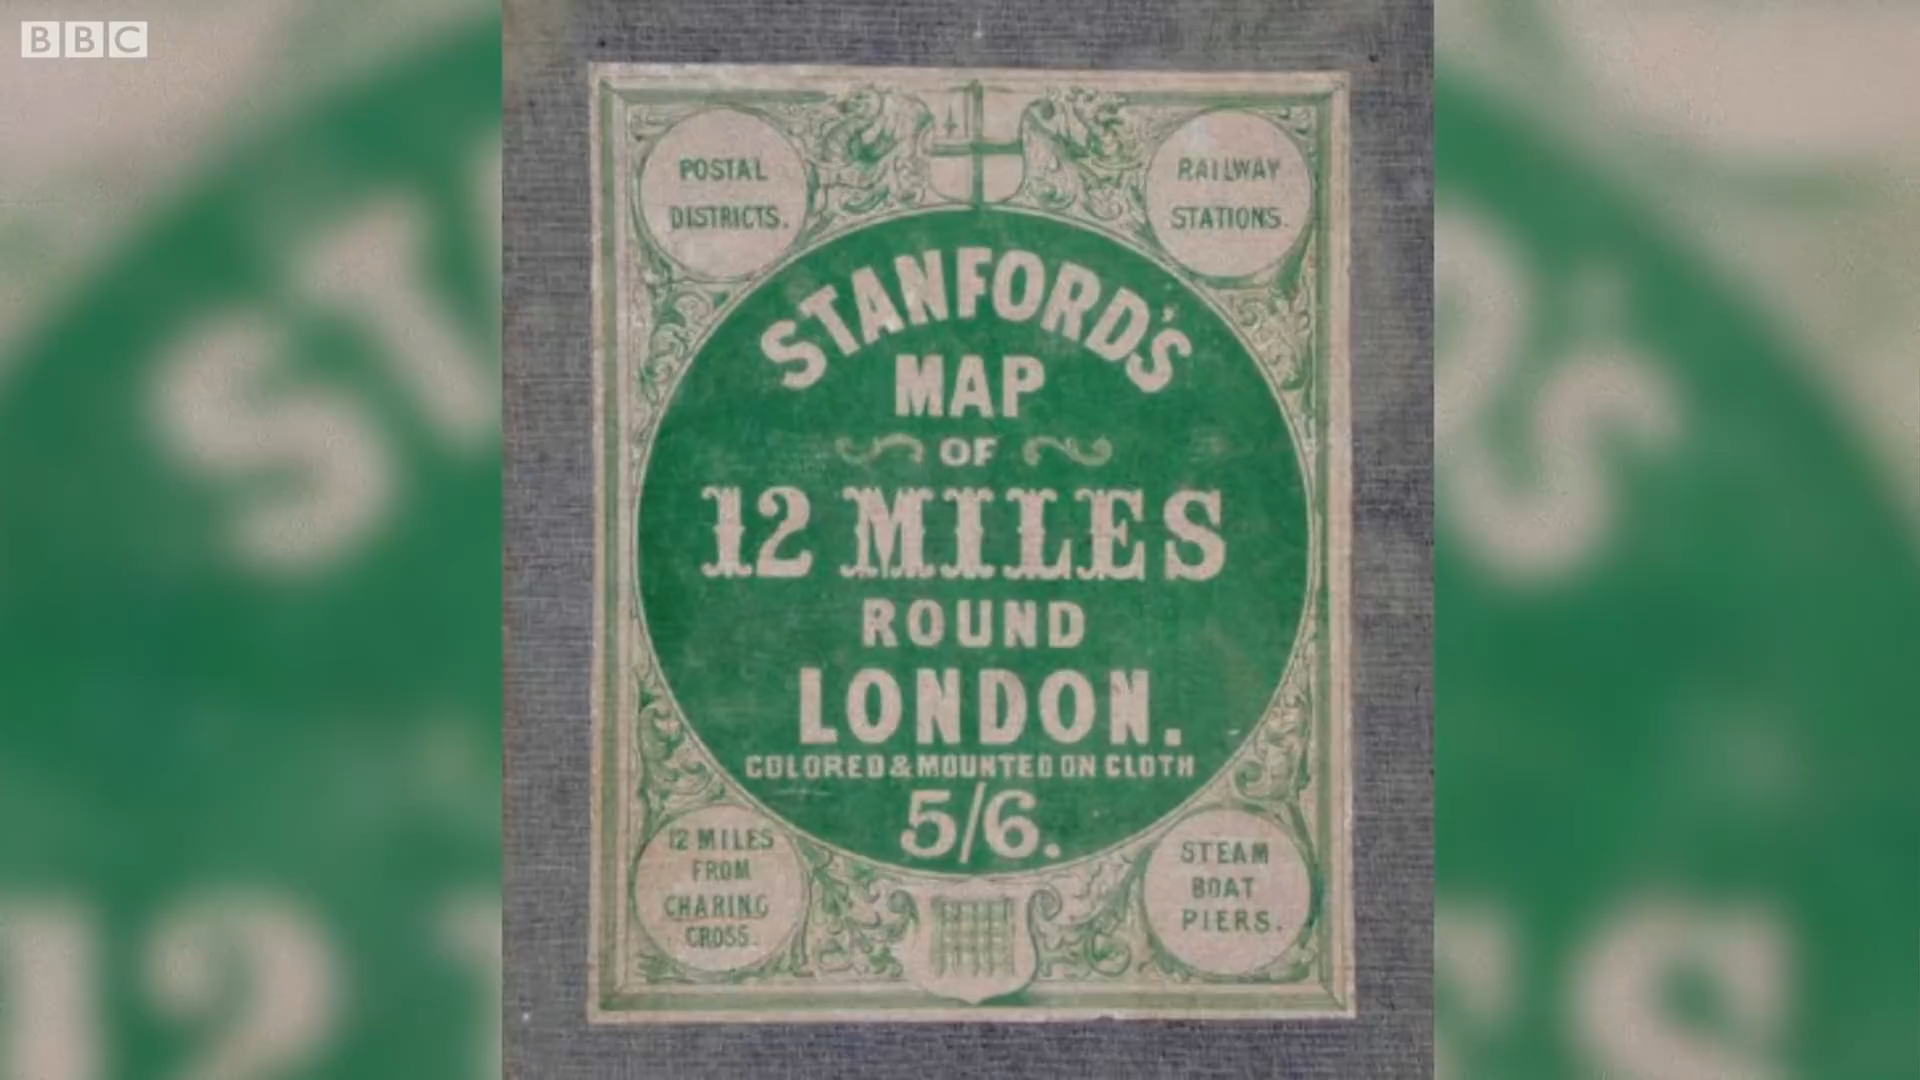 BBC
POSTAL
DISTRICTS.
RAILWAY
STATIONS.
STANFORD'S
MAP
OF
12 MILES
ROUND
LONDON.
COLORED & MOUNTED ON CLOTH
5/6.
12 MILES
FROM
CHARING
CROSS.
STEAM
BOAT
PIERS.